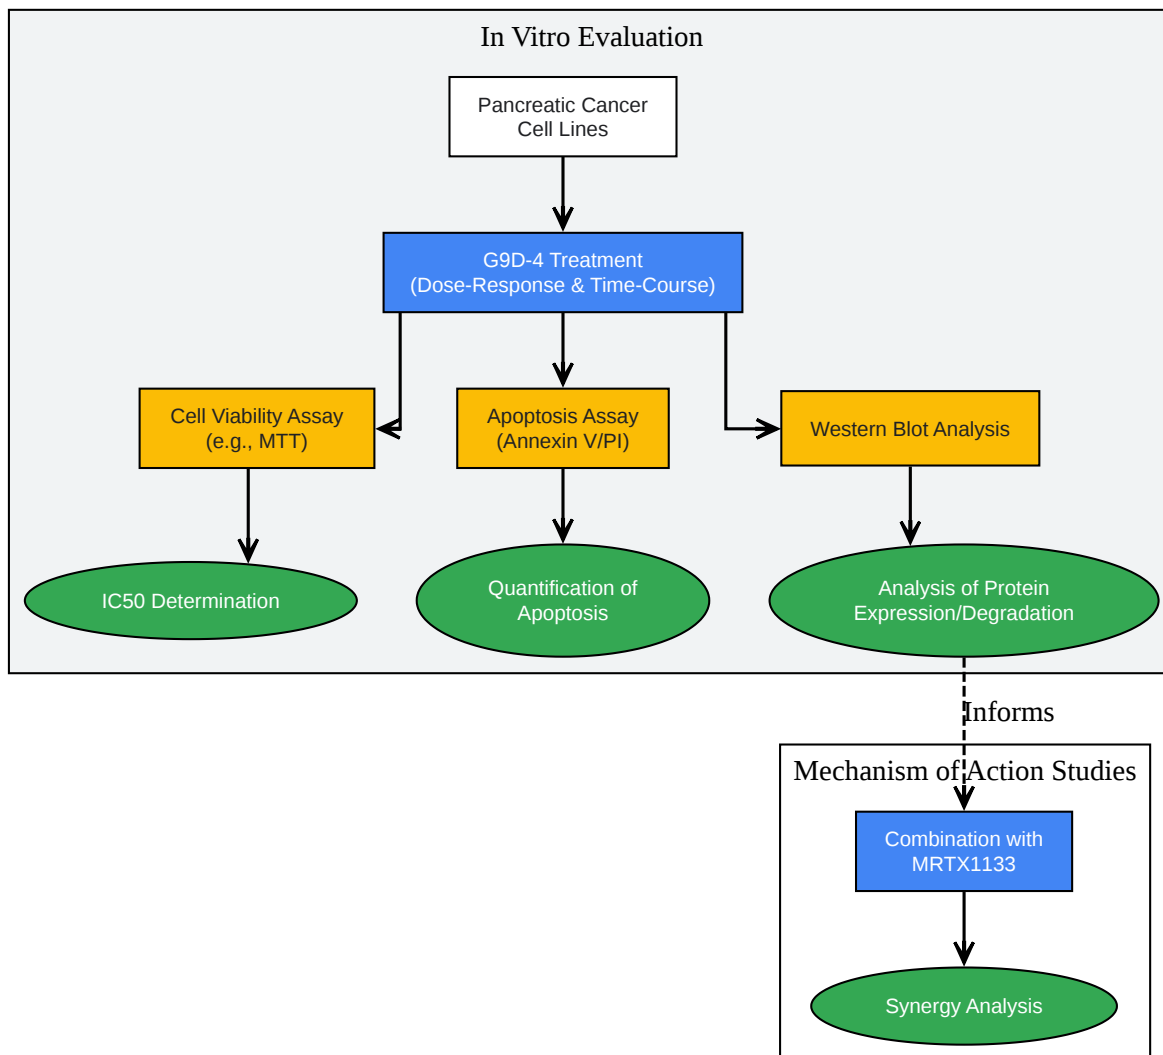 In Vitro Evaluation
Pancreatic Cancer
Cell Lines
G9D-4 Treatment
(Dose-Response & Time-Course)
Cell Viability Assay
(e.g., MTT)
Apoptosis Assay
(Annexin V/PI)
Western Blot Analysis
IC50 Determination
Quantification of
Apoptosis
Analysis of Protein
Expression/Degradation
Informs
Mechanism of Action Studies
Combination with
MRTX1133
Synergy Analysis